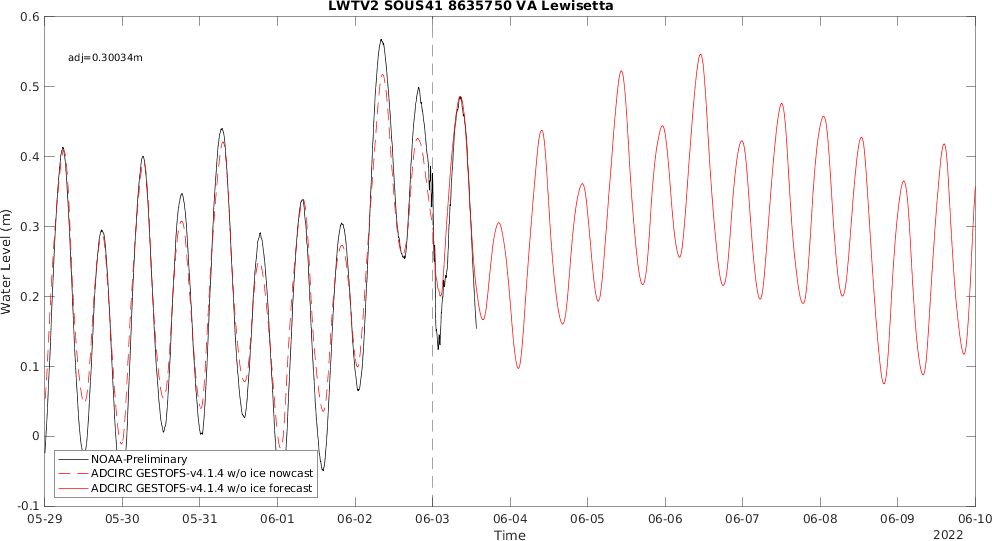 LWTV2 SOUS41 8635750 VA Lewisetta
adj=0.30034m
0.6
0.5
0.4
0.3
0.2
0.1
0
-0.1
Water Level (m)
NOAA-Preliminary
ADCIRC GESTOFS-v4.1.4 w/o ice nowcast
ADCIRC GESTOFS-v4.1.4 w/o ice forecast
05-29 05-30 05-31 06-01 06-02 06-03 06-04 06-05 06-06 06-07 06-08 06-09 06-10
Time
2022